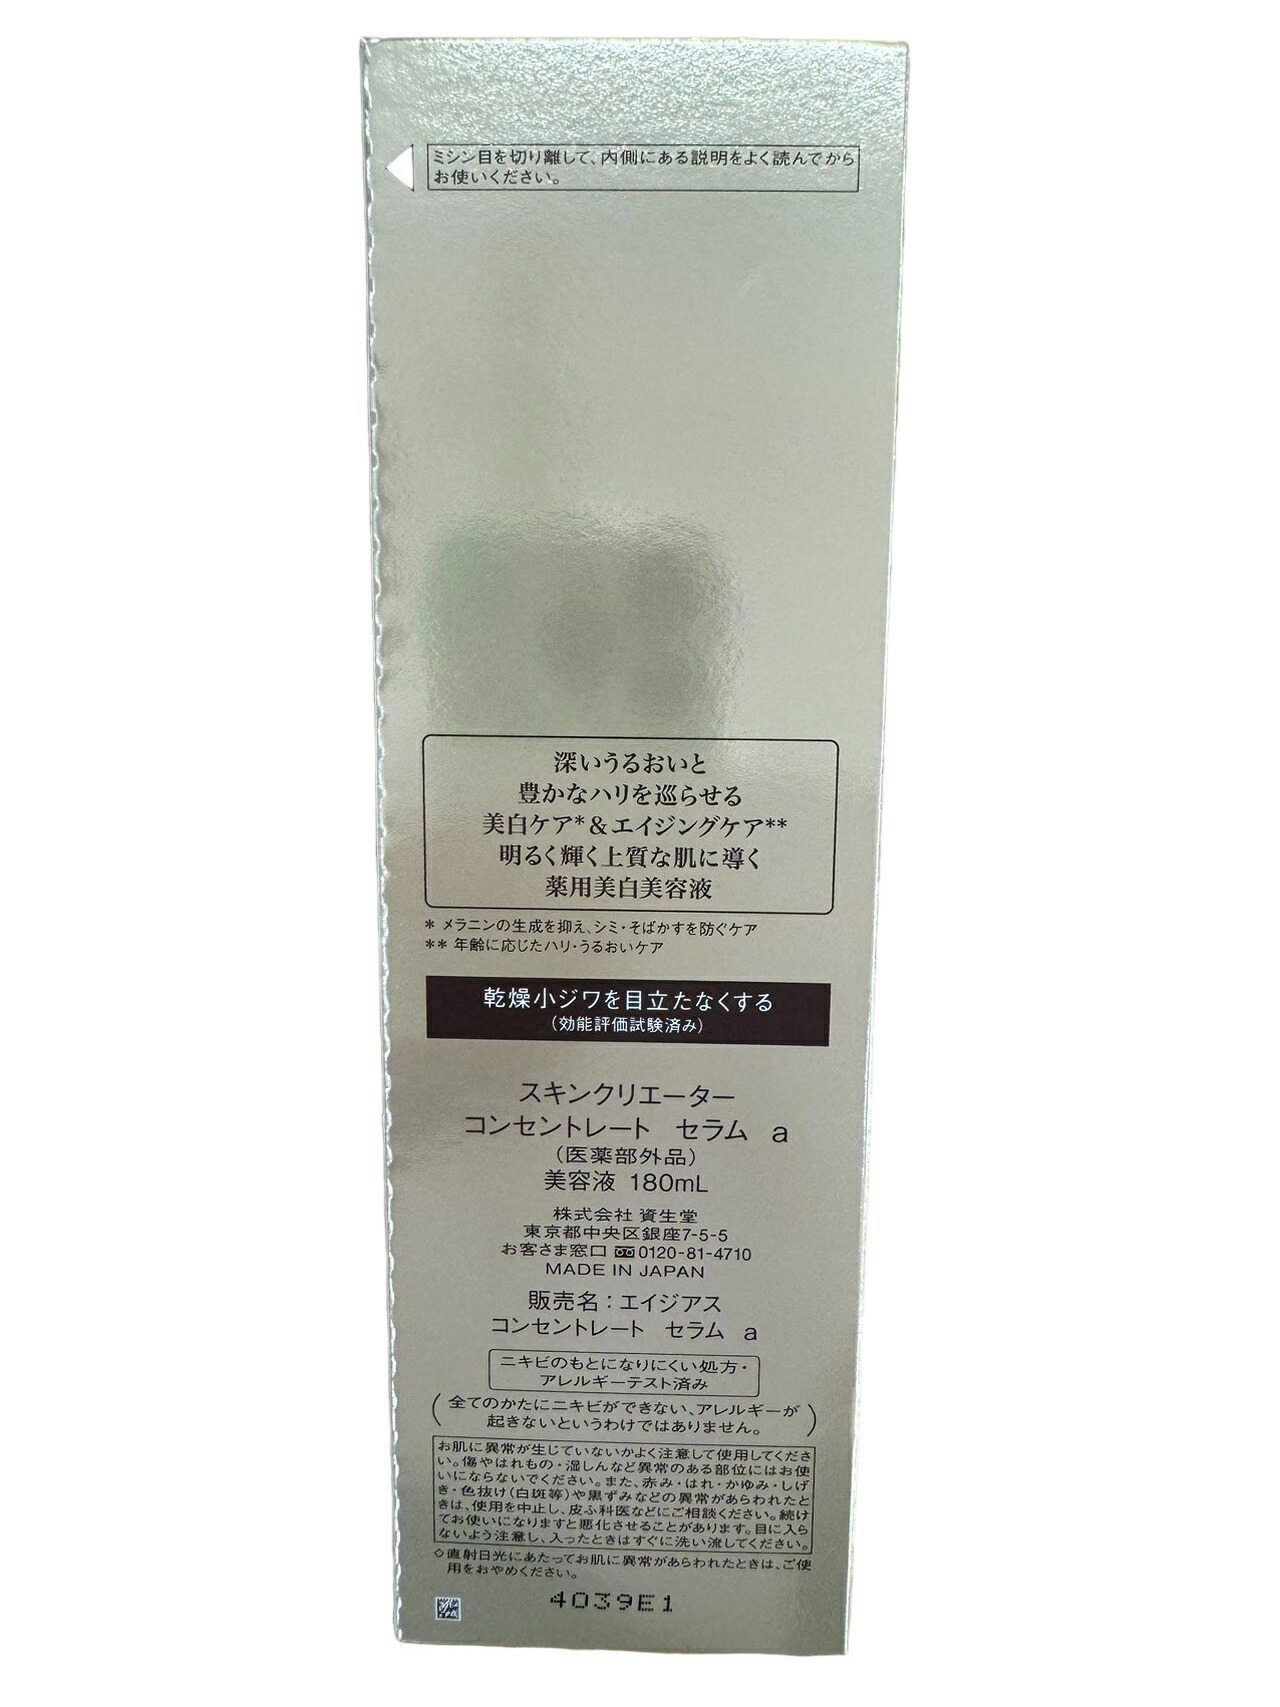 ミシン目を切り離して、内側にある説明をよく読んでから
お使いください。
深いうるおいと
豊かなハリを巡らせる
美白ケア*&エイジングケア**
明るく輝く上質な肌に導く
薬用美白美容液
* メラニンの生成を抑え、シミ・そばかすを防ぐケア
** 年齢に応じたハリ・うるおいケア
乾燥小ジワを目立たなくする
(効能評価試験済み)
スキンクリエーター
コンセントレート セラム a
(医薬部外品)
美容液 180mL
株式会社 資生堂
東京都中央区銀座7-5-5
お客さま窓口 0120-81-4710
MADE IN JAPAN
販売名:エイジアス
コンセントレート セラム a
ニキビのもとになりにくい処方・
アレルギーテスト済み
(全てのかたにニキビができない、アレルギーが
起きないというわけではありません。)
お肌に異常が生じていないかよく注意して使用してくださ
い。傷やはれもの・湿しんなど異常のある部位にはお使
いにならないでください。また、赤み・はれ・かゆみ・しげ
き・色抜け(白斑等)や黒ずみなどの異常があらわれたと
きは、使用を中止し、皮ふ科医などにご相談ください。続け
てお使いになりますと悪化させることがあります。目に入ら
ないよう注意し、入ったときはすぐに洗い流してください。
◇直射日光にあたってお肌に異常があらわれたときは、ご使
用をおやめください。
4039E1